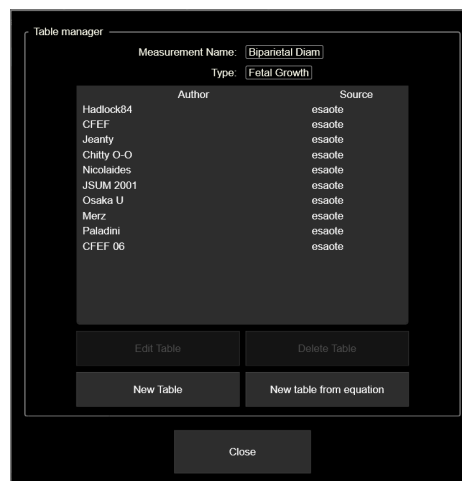 Table manager
Measurement Name: Biparietal Diam
Type: Fetal Growth
Author Source
Hadlock84 esaote
CFEF esaote
Jeanty esaote
Chitty O-O esaote
Nicolaides esaote
JSUM 2001 esaote
Osaka U esaote
Merz esaote
Paladini esaote
CFEF 06 esaote
Edit Table Delete Table
New Table New table from equation
Close